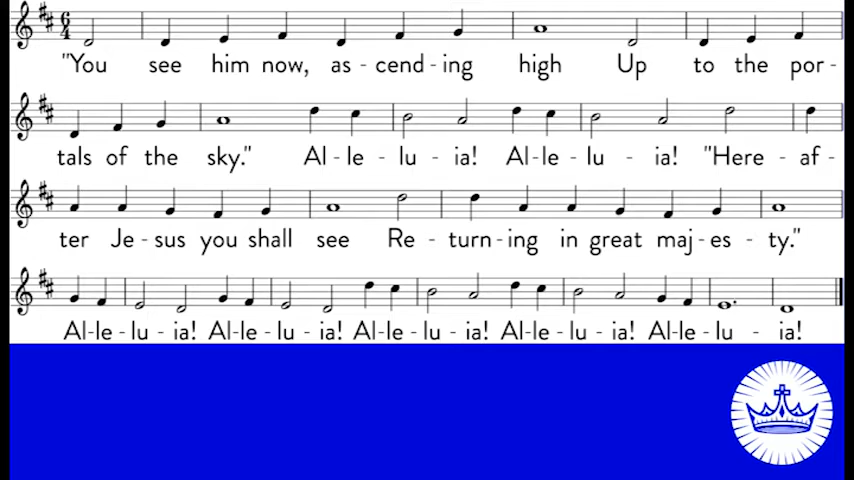 "You see him now, as - cend - ing high Up to the por -
tals of the sky." Al - le - lu - ia! Al - le - lu - ia! "Here - af -
ter Je - sus you shall see Re - turn - ing in great maj - es - ty."
Al - le - lu - ia! Al - le - lu - ia! Al - le - lu - ia! Al - le - lu - ia! Al - le - lu - ia!